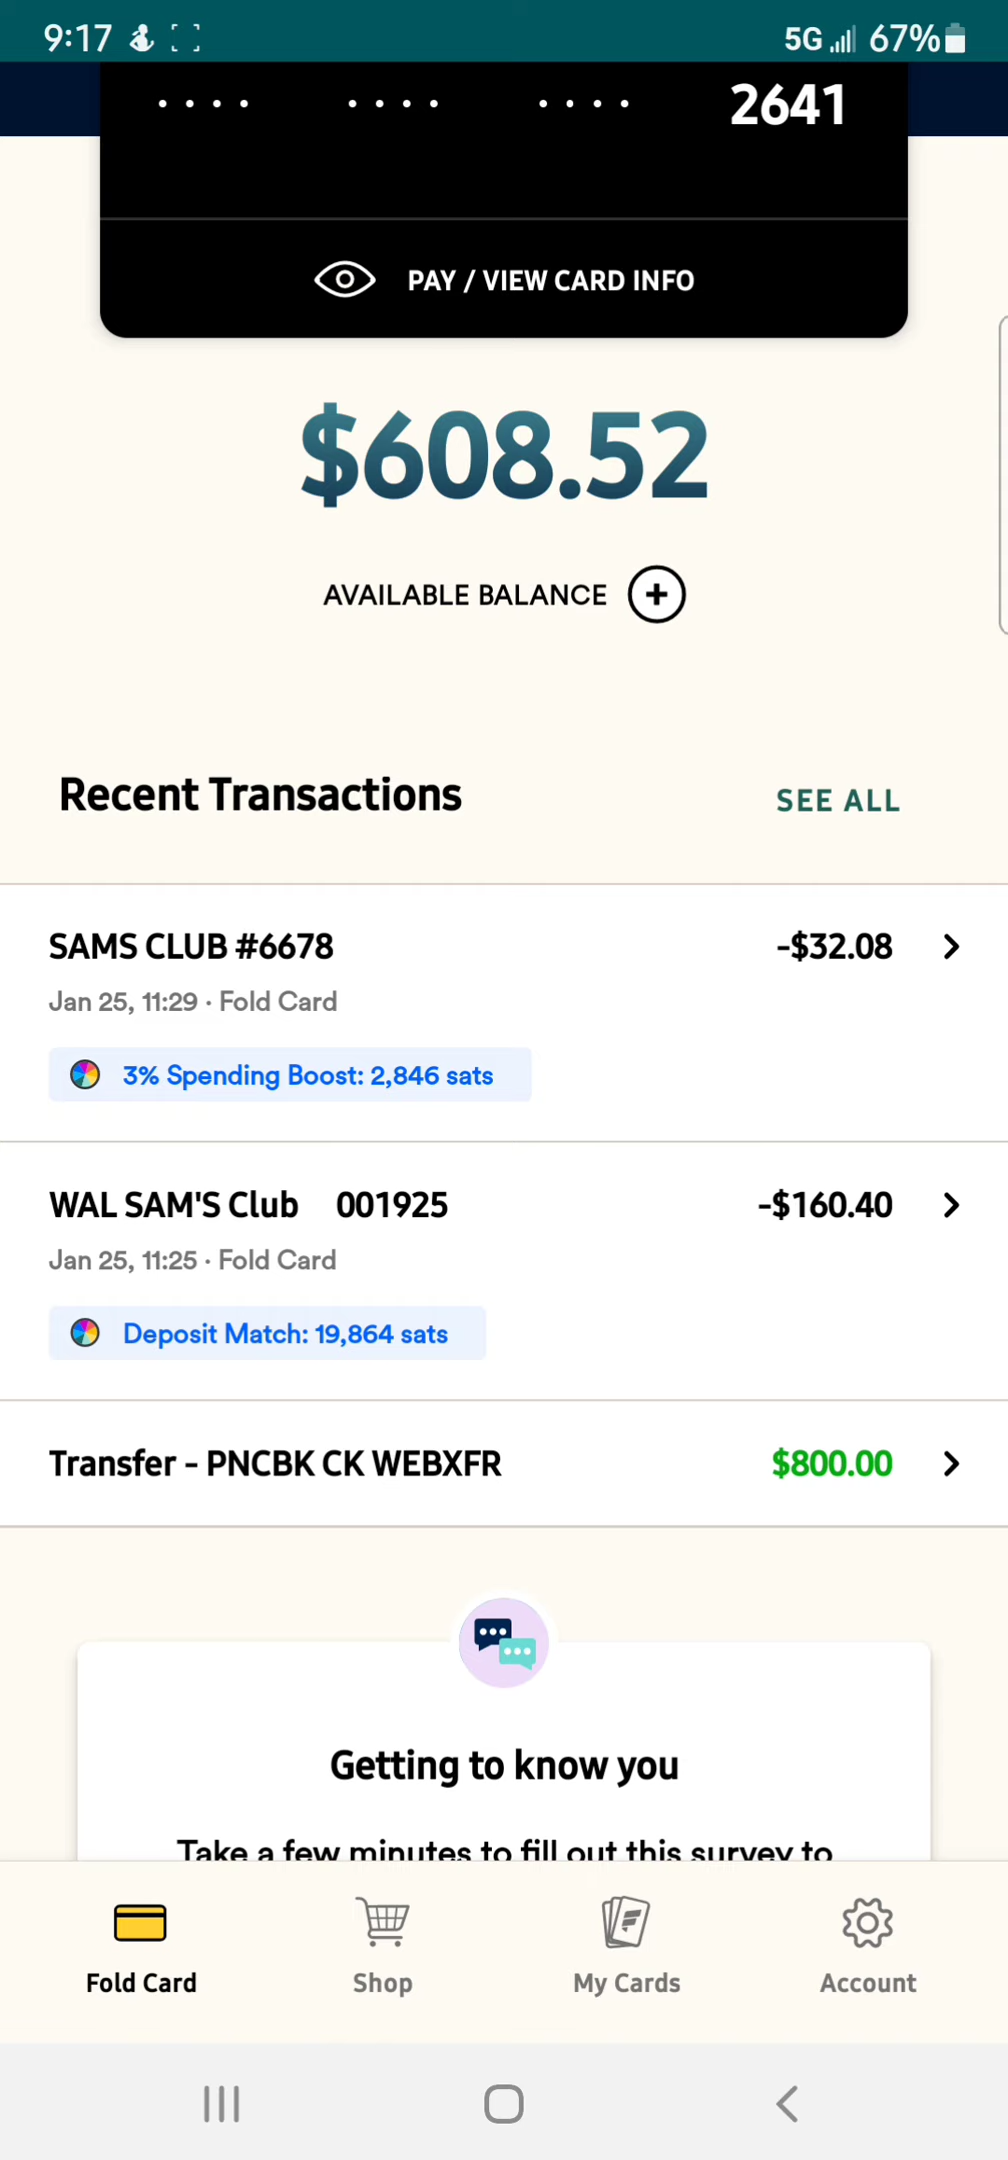 9:17 5G 67%
2641
PAY / VIEW CARD INFO
$608.52
AVAILABLE BALANCE
Recent Transactions SEE ALL
SAMS CLUB #6678 -$32.08
Jan 25, 11:29 · Fold Card
3% Spending Boost: 2,846 sats
WAL SAM'S Club 001925 -$160.40
Jan 25, 11:25 · Fold Card
Deposit Match: 19,864 sats
Transfer - PNCBK CK WEBXFR $800.00
Getting to know you
Take a few minutes to fill out this survey to
Fold Card Shop My Cards Account